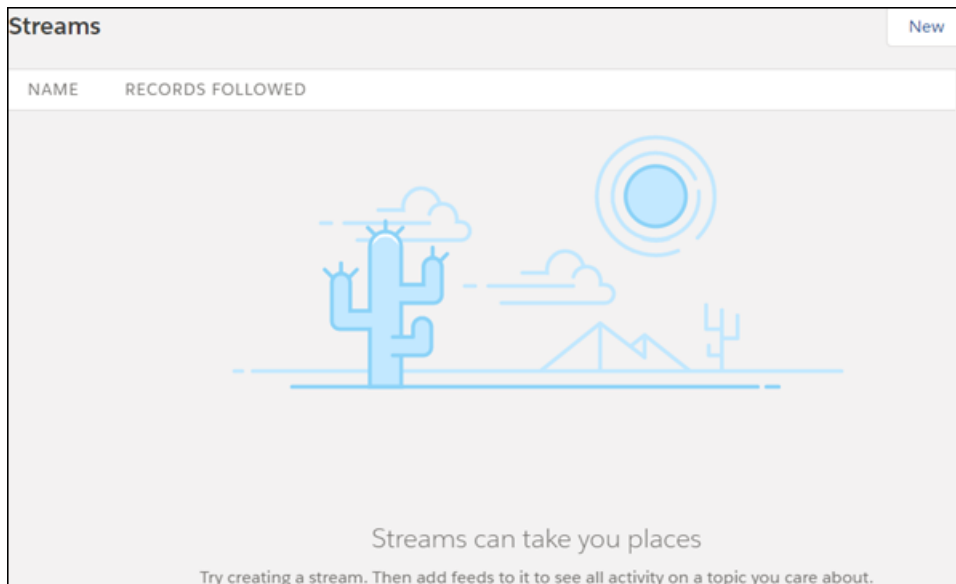 Streams
New
NAME RECORDS FOLLOWED
Streams can take you places
Try creating a stream. Then add feeds to it to see all activity on a topic you care about.